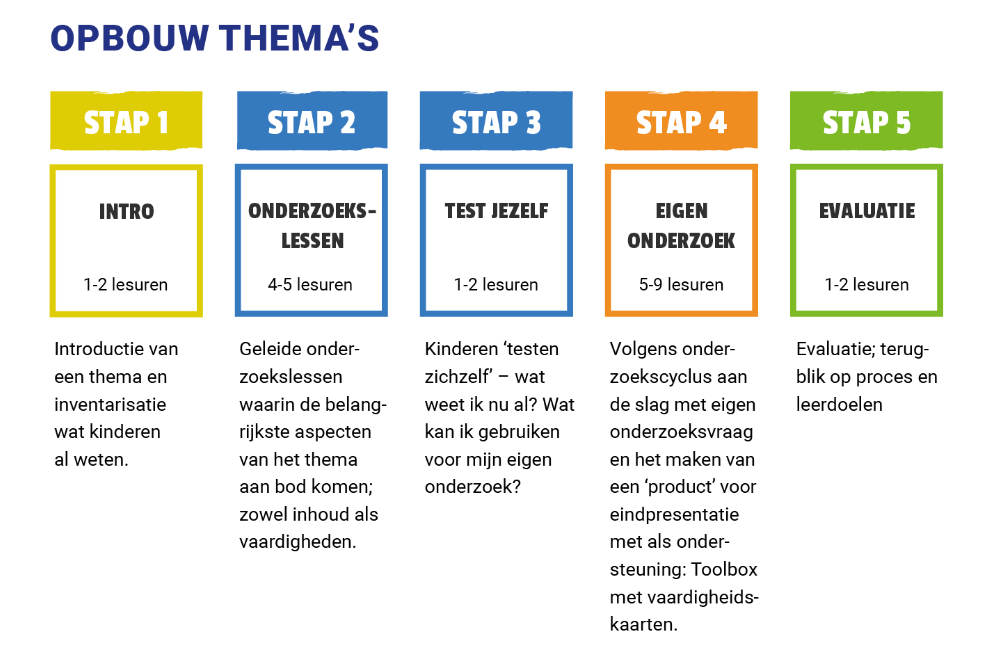 OPBOUW THEMA’S
STAP 1
INTRO
1-2 lesuren
Introductie van
een thema en
inventarisatie
wat kinderen
al weten.
STAP 2
ONDERZOEKS-
LESSEN
4-5 lesuren
Geleide onder-
zoekslessen
waarin de belang-
rijkste aspecten
van het thema
aan bod komen;
zowel inhoud als
vaardigheden.
STAP 3
TEST JEZELF
1-2 lesuren
Kinderen ‘testen
zichzelf’ – wat
weet ik nu al? Wat
kan ik gebruiken
voor mijn eigen
onderzoek?
STAP 4
EIGEN
ONDERZOEK
5-9 lesuren
Volgens onder-
zoekscyclus aan
de slag met eigen
onderzoeksvraag
en het maken van
een ‘product’ voor
eindpresentatie
met als onder-
steuning: Toolbox
met vaardigheids-
kaarten.
STAP 5
EVALUATIE
1-2 lesuren
Evaluatie; terug-
blik op proces en
leerdoelen